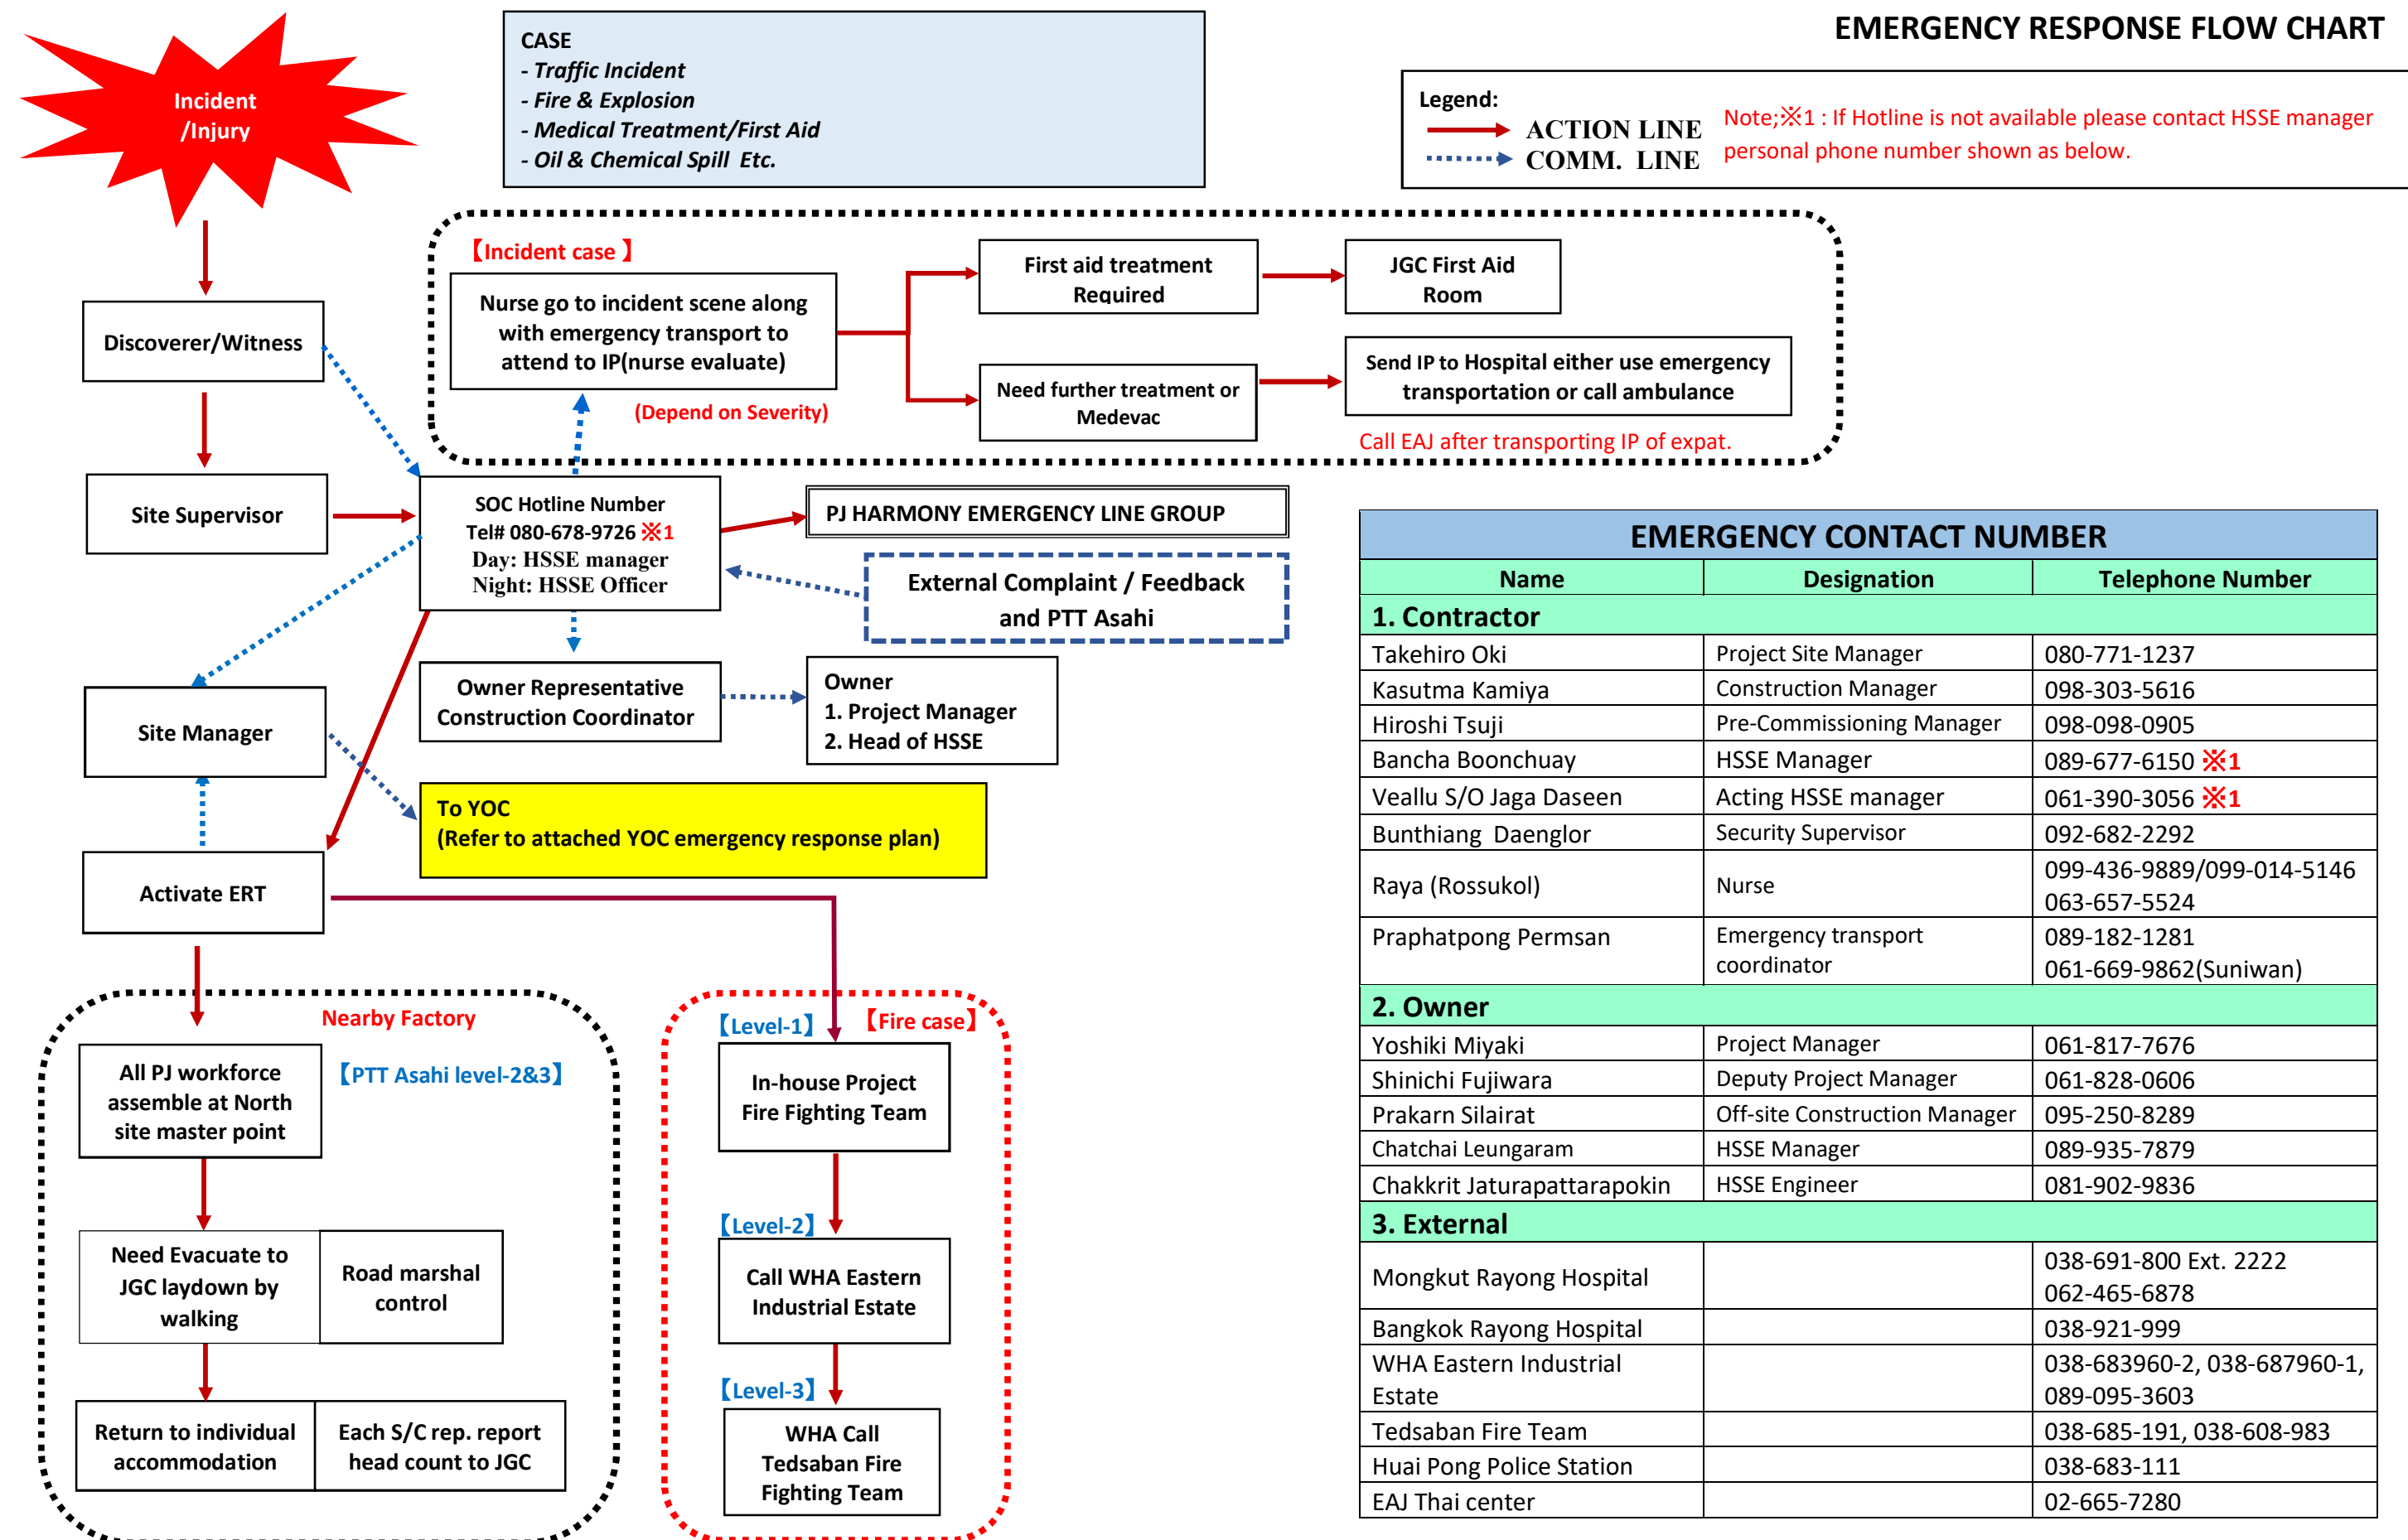 EMERGENCY RESPONSE FLOW CHART
Incident
/Injury
CASE
- Traffic Incident
- Fire & Explosion
- Medical Treatment/First Aid
- Oil & Chemical Spill  Etc.
Legend:
ACTION LINE
COMM.  LINE
Note;※1 : If Hotline is not available please contact HSSE manager
personal phone number shown as below.
【Incident case 】
Nurse go to incident scene along
with emergency transport to
attend to IP(nurse evaluate)
(Depend on Severity)
First aid treatment
Required
JGC First Aid
Room
Need further treatment or
Medevac
Send IP to Hospital either use emergency
transportation or call ambulance
Call EAJ after transporting IP of expat.
Discoverer/Witness
Site Supervisor
SOC Hotline Number
Tel# 080-678-9726 ※1
Day: HSSE manager
Night: HSSE Officer
PJ HARMONY EMERGENCY LINE GROUP
External Complaint / Feedback
and PTT Asahi
Owner Representative
Construction Coordinator
Owner
1. Project Manager
2. Head of HSSE
Site Manager
To YOC
(Refer to attached YOC emergency response plan)
Activate ERT
Nearby Factory
【PTT Asahi level-2&3】
All PJ workforce
assemble at North
site master point
Need Evacuate to
JGC laydown by
walking
Road marshal
control
Return to individual
accommodation
Each S/C rep. report
head count to JGC
【Level-1】
【Fire case】
In-house Project
Fire Fighting Team
【Level-2】
Call WHA Eastern
Industrial Estate
【Level-3】
WHA Call
Tedsaban Fire
Fighting Team
EMERGENCY CONTACT NUMBER
Name Designation Telephone Number
1. Contractor
Takehiro Oki Project Site Manager 080-771-1237
Kasutma Kamiya Construction Manager 098-303-5616
Hiroshi Tsuji Pre-Commissioning Manager 098-098-0905
Bancha Boonchuay HSSE Manager 089-677-6150 ※1
Veallu S/O Jaga Daseen Acting HSSE manager 061-390-3056 ※1
Bunthiang  Daenglor Security Supervisor 092-682-2292
Raya (Rossukol) Nurse 099-436-9889/099-014-5146
063-657-5524
Praphatpong Permsan Emergency transport 089-182-1281
coordinator 061-669-9862(Suniwan)
2. Owner
Yoshiki Miyaki Project Manager 061-817-7676
Shinichi Fujiwara Deputy Project Manager 061-828-0606
Prakarn Silairat Off-site Construction Manager 095-250-8289
Chatchai Leungaram HSSE Manager 089-935-7879
Chakkrit Jaturapattarapokin HSSE Engineer 081-902-9836
3. External
Mongkut Rayong Hospital 038-691-800 Ext. 2222
062-465-6878
Bangkok Rayong Hospital 038-921-999
WHA Eastern Industrial 038-683960-2, 038-687960-1,
Estate 089-095-3603
Tedsaban Fire Team 038-685-191, 038-608-983
Huai Pong Police Station 038-683-111
EAJ Thai center 02-665-7280